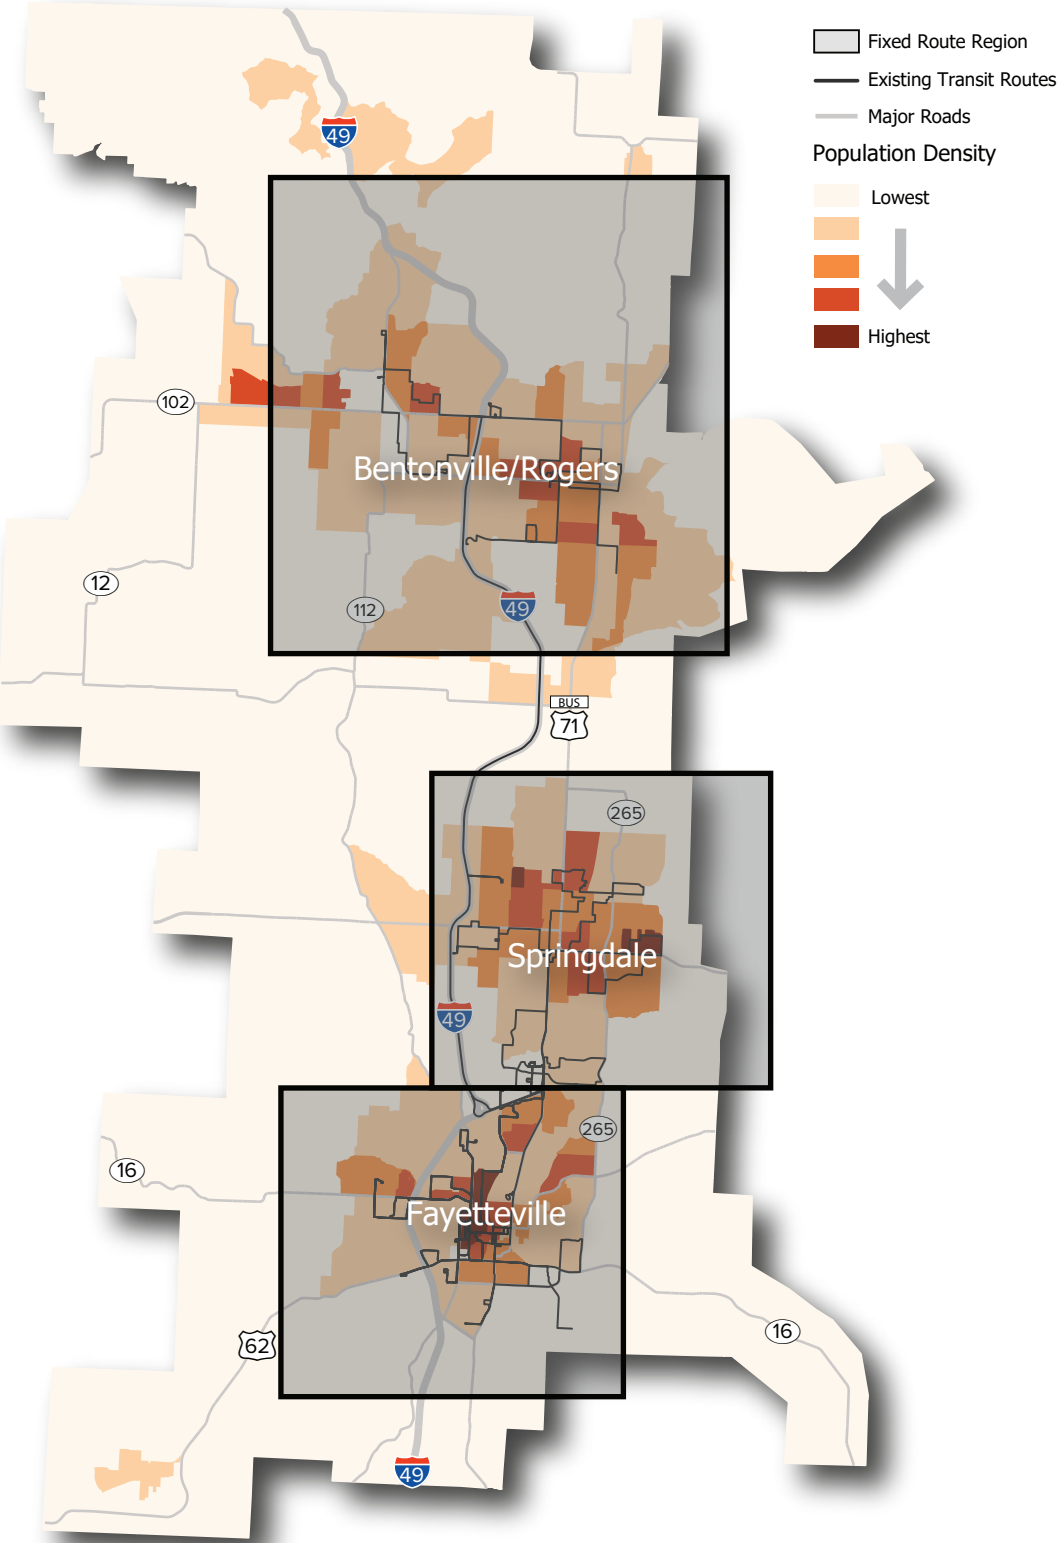 Fixed Route Region
Existing Transit Routes
Major Roads
Population Density
Lowest
Highest
49
102
Bentonville/Rogers
12
112
49
BUS
71
265
Springdale
49
265
16
Fayetteville
62
16
49